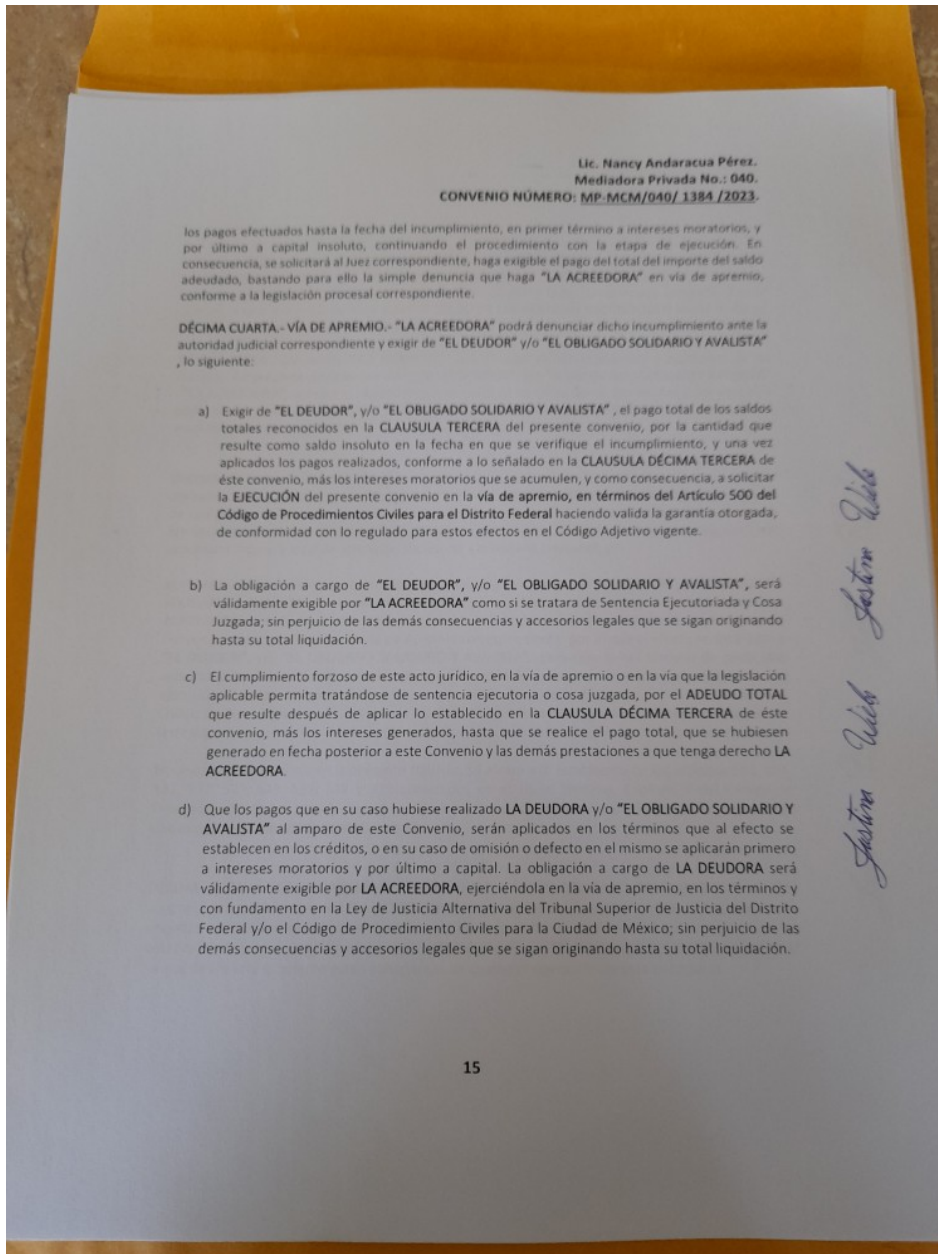 Lic. Nancy Andaracua Pérez.
Mediadora Privada No.: 040.
CONVENIO NÚMERO: MP-MCM/040/ 1384 /2023.
los pagos efectuados hasta la fecha del incumplimiento, en primer término a intereses moratorios, y
por último a capital insoluto, continuando el procedimiento con la etapa de ejecución. En
consecuencia, se solicitará al Juez correspondiente, haga exigible el pago del total del importe del saldo
adeudado, bastando para ello la simple denuncia que haga "LA ACREEDORA" en vía de apremio,
conforme a la legislación procesal correspondiente.
DÉCIMA CUARTA.- VÍA DE APREMIO.- "LA ACREEDORA" podrá denunciar dicho incumplimiento ante la
autoridad judicial correspondiente y exigir de "EL DEUDOR" y/o "EL OBLIGADO SOLIDARIO Y AVALISTA"
, lo siguiente:
a) Exigir de "EL DEUDOR", y/o "EL OBLIGADO SOLIDARIO Y AVALISTA" , el pago total de los saldos
totales reconocidos en la CLAUSULA TERCERA del presente convenio, por la cantidad que
resulte como saldo insoluto en la fecha en que se verifique el incumplimiento, y una vez
aplicados los pagos realizados, conforme a lo señalado en la CLAUSULA DÉCIMA TERCERA de
éste convenio, más los intereses moratorios que se acumulen, y como consecuencia, a solicitar
la EJECUCIÓN del presente convenio en la vía de apremio, en términos del Artículo 500 del
Código de Procedimientos Civiles para el Distrito Federal haciendo valida la garantía otorgada,
de conformidad con lo regulado para estos efectos en el Código Adjetivo vigente.
b) La obligación a cargo de "EL DEUDOR", y/o "EL OBLIGADO SOLIDARIO Y AVALISTA", será
válidamente exigible por "LA ACREEDORA" como si se tratara de Sentencia Ejecutoriada y Cosa
Juzgada; sin perjuicio de las demás consecuencias y accesorios legales que se sigan originando
hasta su total liquidación.
c) El cumplimiento forzoso de este acto jurídico, en la vía de apremio o en la vía que la legislación
aplicable permita tratándose de sentencia ejecutoria o cosa juzgada, por el ADEUDO TOTAL
que resulte después de aplicar lo establecido en la CLAUSULA DÉCIMA TERCERA de éste
convenio, más los intereses generados, hasta que se realice el pago total, que se hubiesen
generado en fecha posterior a este Convenio y las demás prestaciones a que tenga derecho LA
ACREEDORA.
d) Que los pagos que en su caso hubiese realizado LA DEUDORA y/o "EL OBLIGADO SOLIDARIO Y
AVALISTA" al amparo de este Convenio, serán aplicados en los términos que al efecto se
establecen en los créditos, o en su caso de omisión o defecto en el mismo se aplicarán primero
a intereses moratorios y por último a capital. La obligación a cargo de LA DEUDORA será
válidamente exigible por LA ACREEDORA, ejerciéndola en la vía de apremio, en los términos y
con fundamento en la Ley de Justicia Alternativa del Tribunal Superior de Justicia del Distrito
Federal y/o el Código de Procedimiento Civiles para la Ciudad de México; sin perjuicio de las
demás consecuencias y accesorios legales que se sigan originando hasta su total liquidación.
15